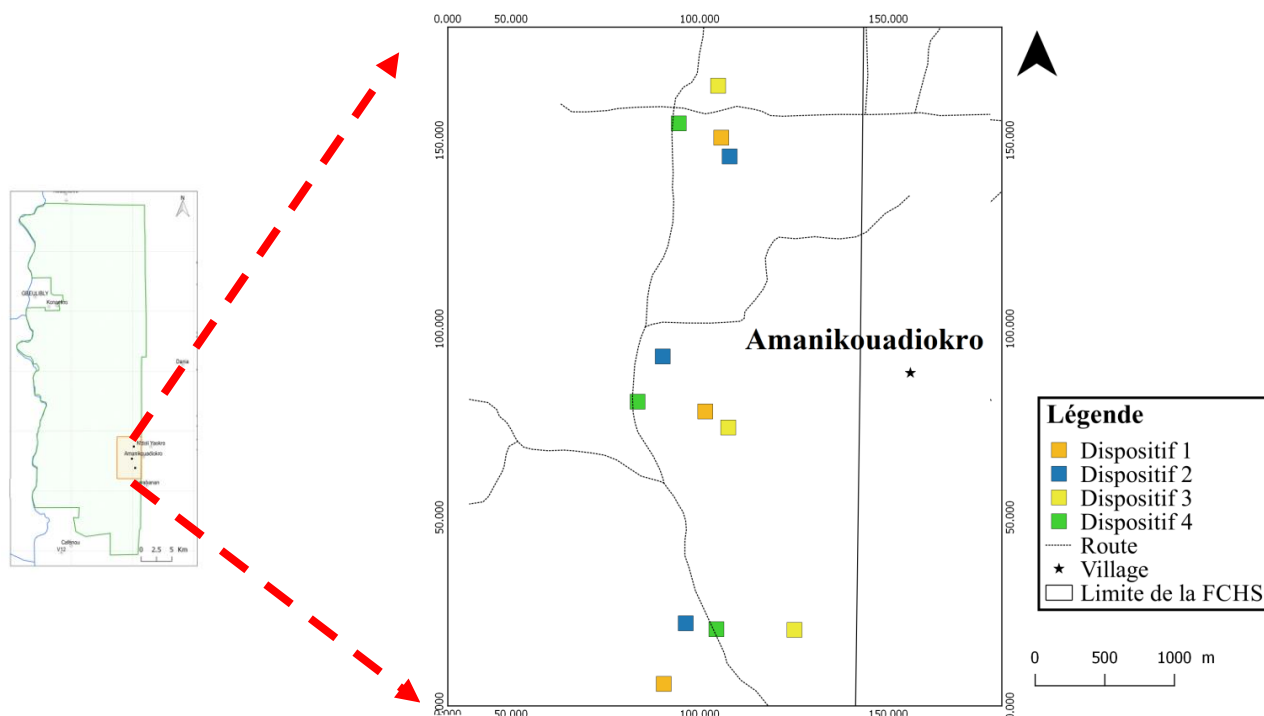 0.000 50.000 100.000 150.000
150.000 150.000
N
GBEULIBLY
100.000 100.000
Amanikouadiokro
Légende
Dispositif 1
Dispositif 2
Dispositif 3
Dispositif 4
Route
Village
Limite de la FCHS
Amanikouadiokro
50.000 50.000
V12
0 2.5 5 Km
0 500 1000 m
50.000 100.000 150.000